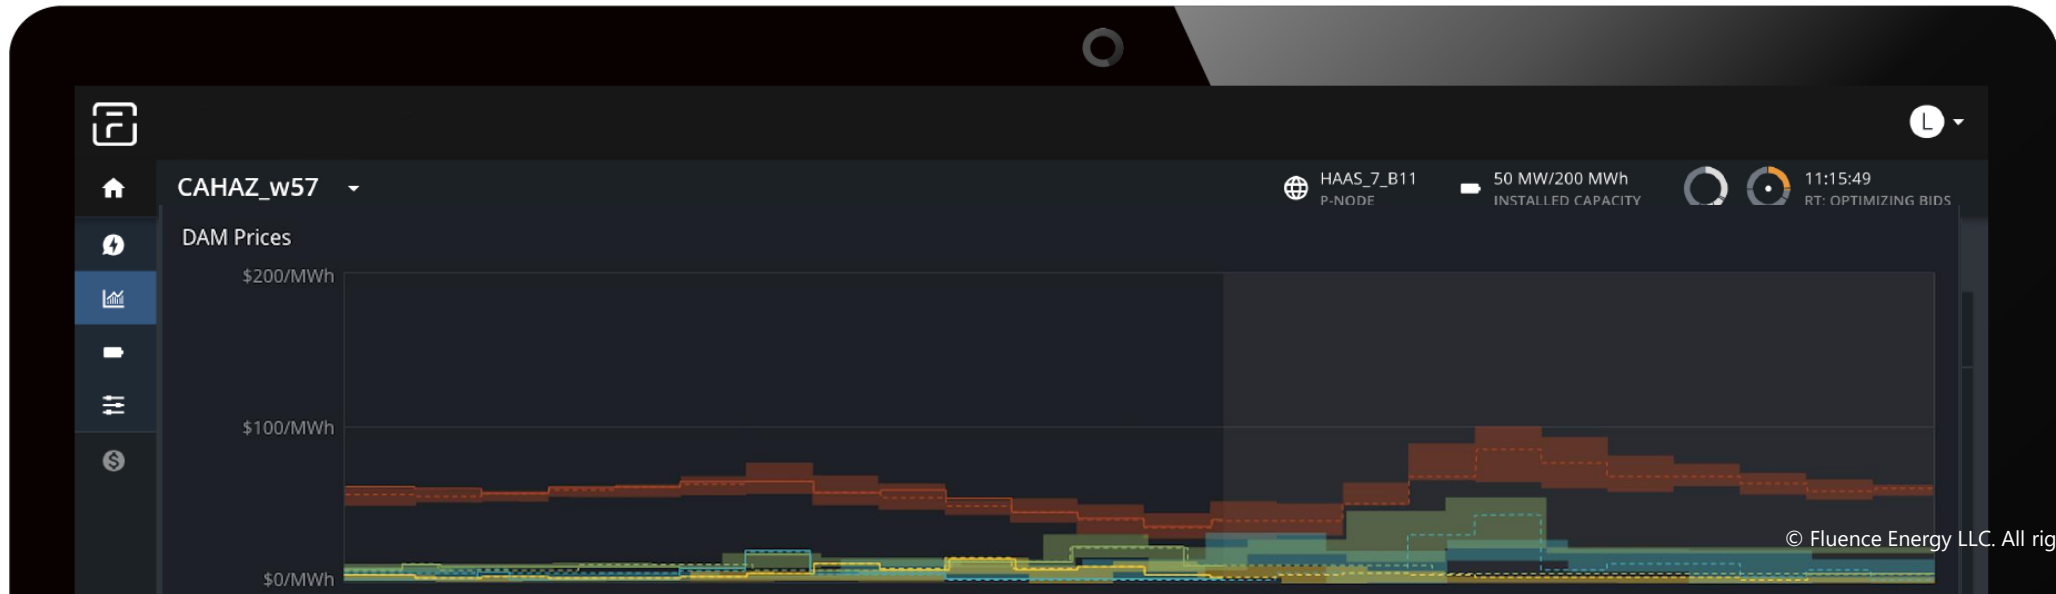 L
CAHAZ_w57
HAAS_7_B11
P-NODE
50 MW/200 MWh
INSTALLED CAPACITY
11:15:49
RT: OPTIMIZING BIDS
DAM Prices
$200/MWh
$100/MWh
$0/MWh
© Fluence Energy LLC. All rig